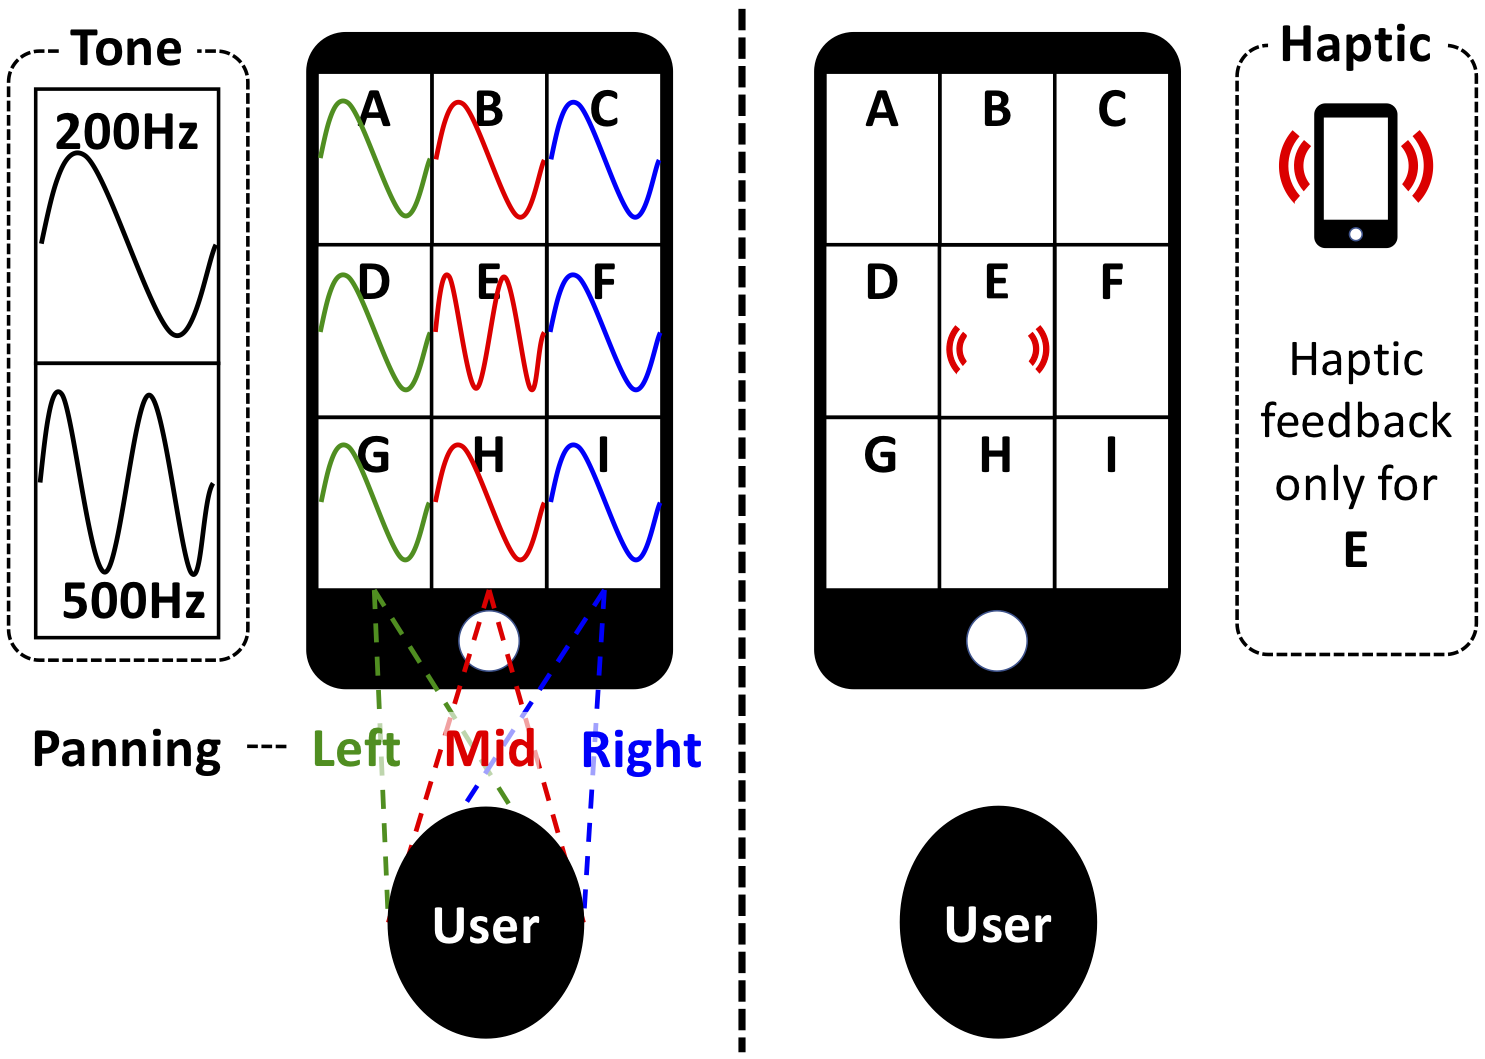 Tone
200Hz
500Hz
A B C
D E F
G H I
Panning --- Left Mid Right
User
A B C
D E F
G H I
User
Haptic
Haptic
feedback
only for
E